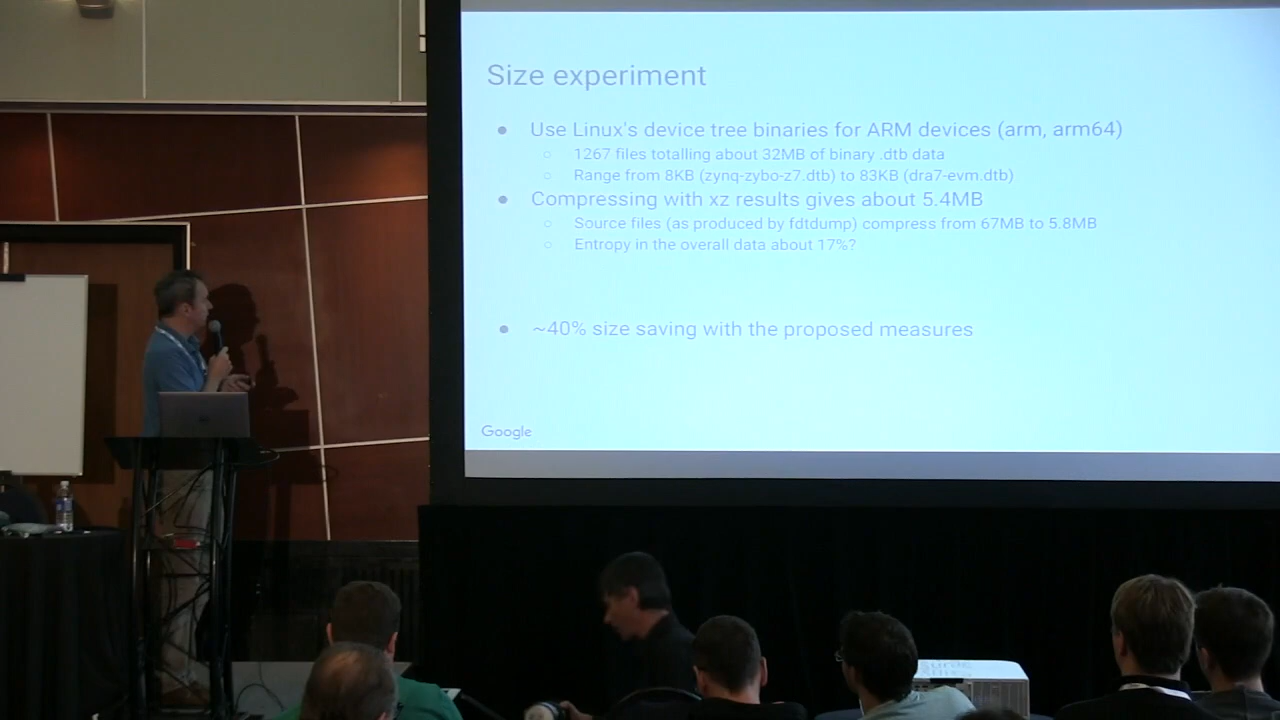 Size experiment
● Use Linux's device tree binaries for ARM devices (arm, arm64)
○ 1267 files totalling about 32MB of binary .dtb data
○ Range from 8KB (zynq-zybo-z7.dtb) to 83KB (dra7-evm.dtb)
● Compressing with xz results gives about 5.4MB
○ Source files (as produced by fdtdump) compress from 67MB to 5.8MB
○ Entropy in the overall data about 17%?
● ~40% size saving with the proposed measures
Google